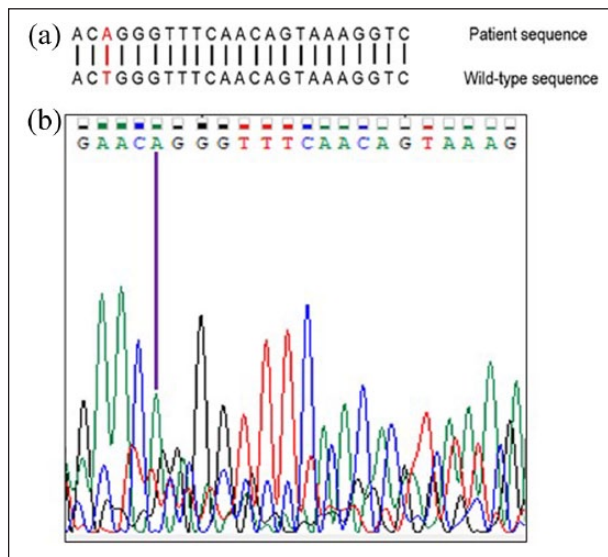 (a) ACAGGGTTTCAACAGTAAAGGTC Patient sequence
ACTGGGTTTCAACAGTAAAGGTC Wild-type sequence
(b)
GAACAGGGTTTCAACAGTAAAG